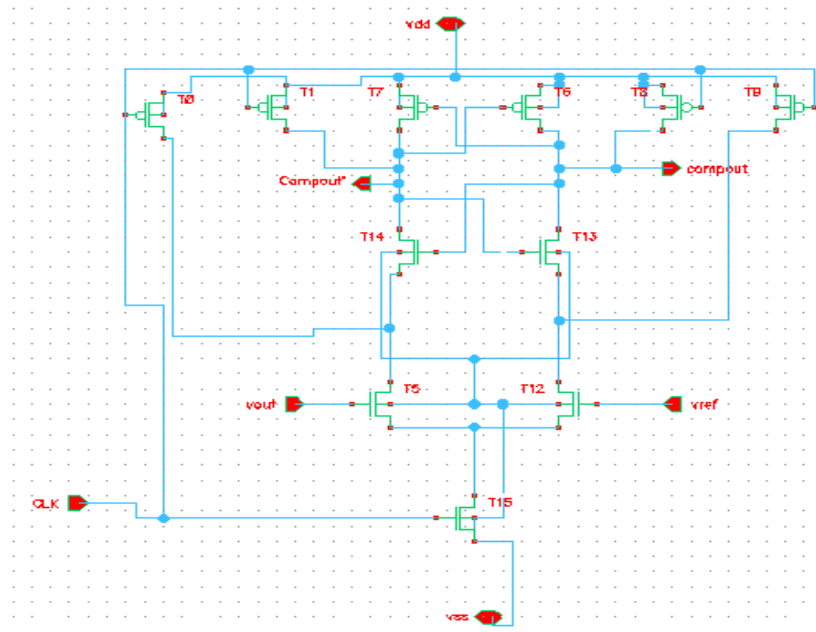 vdd
T0
T1
T7
T6
T8
T9
Compout'
compout
T14
T13
T5
T12
vout
vref
CLK
T15
vss